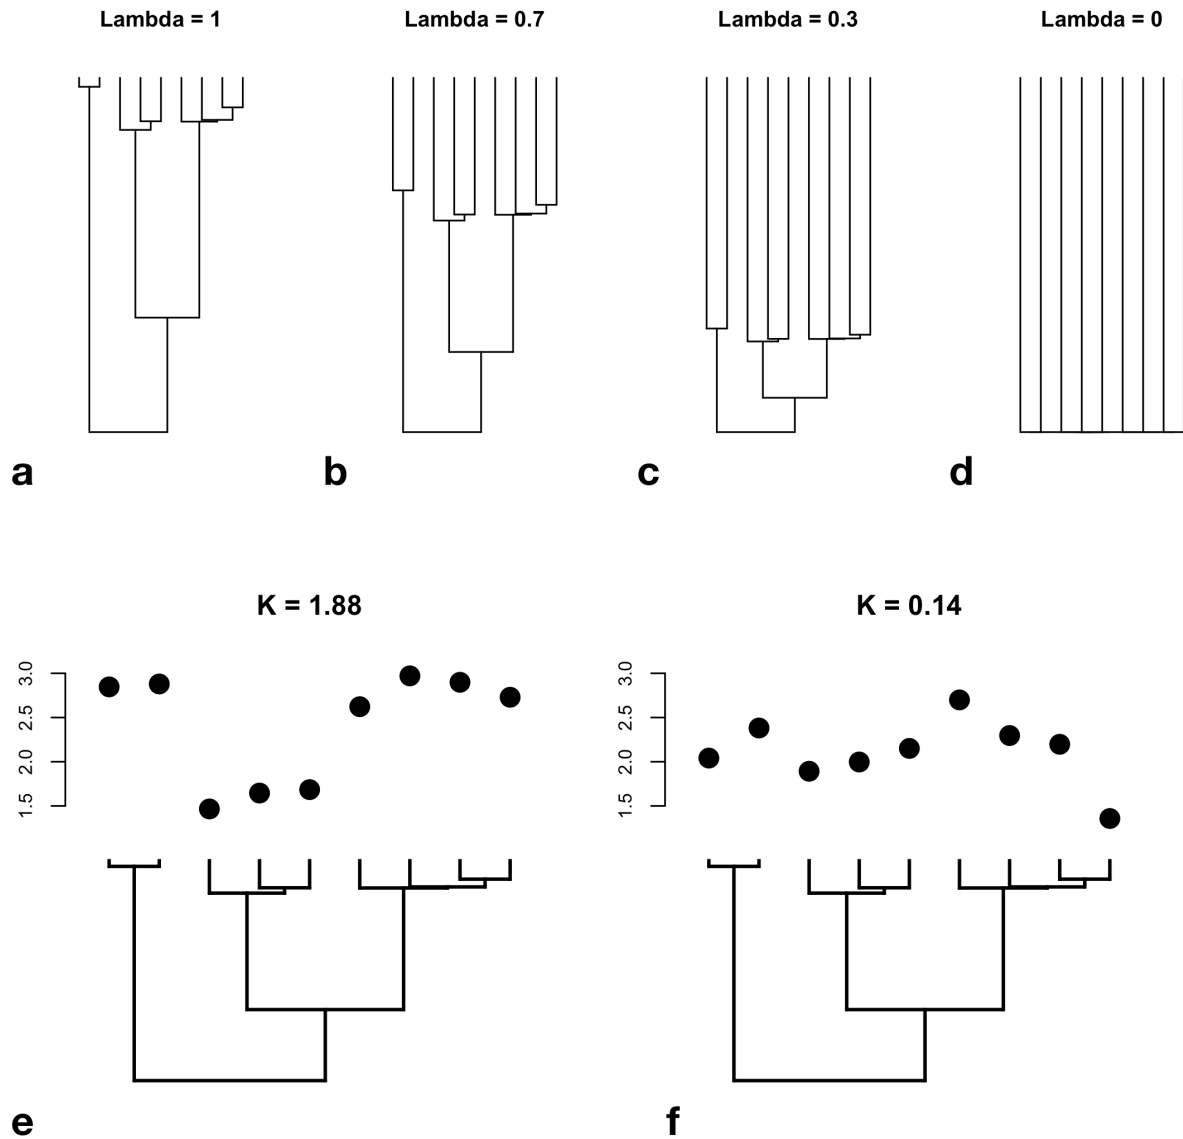 Lambda = 1
Lambda = 0.7
Lambda = 0.3
Lambda = 0
a
b
c
d
K = 1.88
K = 0.14
3.0
2.5
2.0
1.5
3.0
2.5
2.0
1.5
e
f